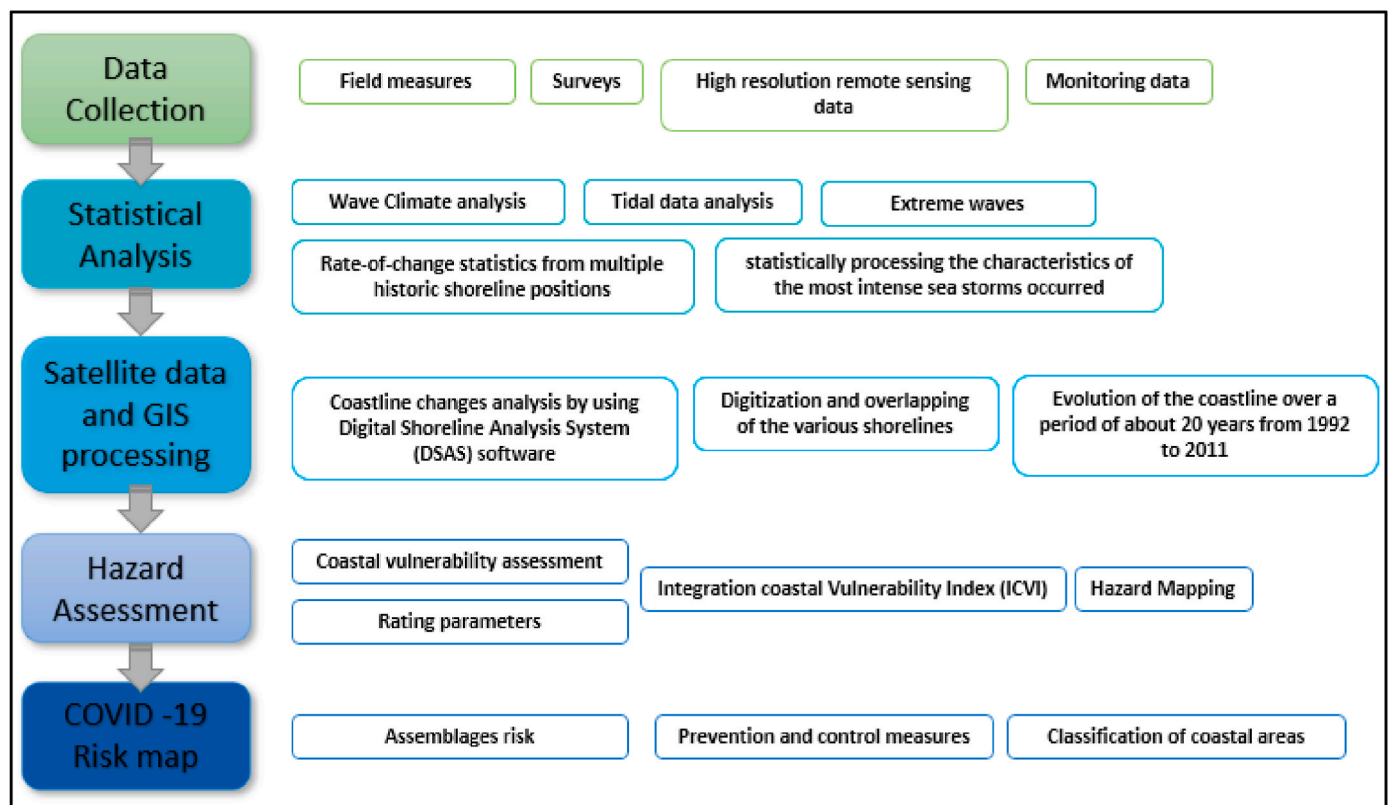 Data
Collection
Field measures
Surveys
High resolution remote sensing
data
Monitoring data
Statistical
Analysis
Wave Climate analysis
Tidal data analysis
Extreme waves
Rate-of-change statistics from multiple
historic shoreline positions
statistically processing the characteristics of
the most intense sea storms occurred
Satellite data
and GIS
processing
Coastline changes analysis by using
Digital Shoreline Analysis System
(DSAS) software
Digitization and overlapping
of the various shorelines
Evolution of the coastline over a
period of about 20 years from 1992
to 2011
Hazard
Assessment
Coastal vulnerability assessment
Rating parameters
Integration coastal Vulnerability Index (ICVI)
Hazard Mapping
COVID -19
Risk map
Assemblages risk
Prevention and control measures
Classification of coastal areas